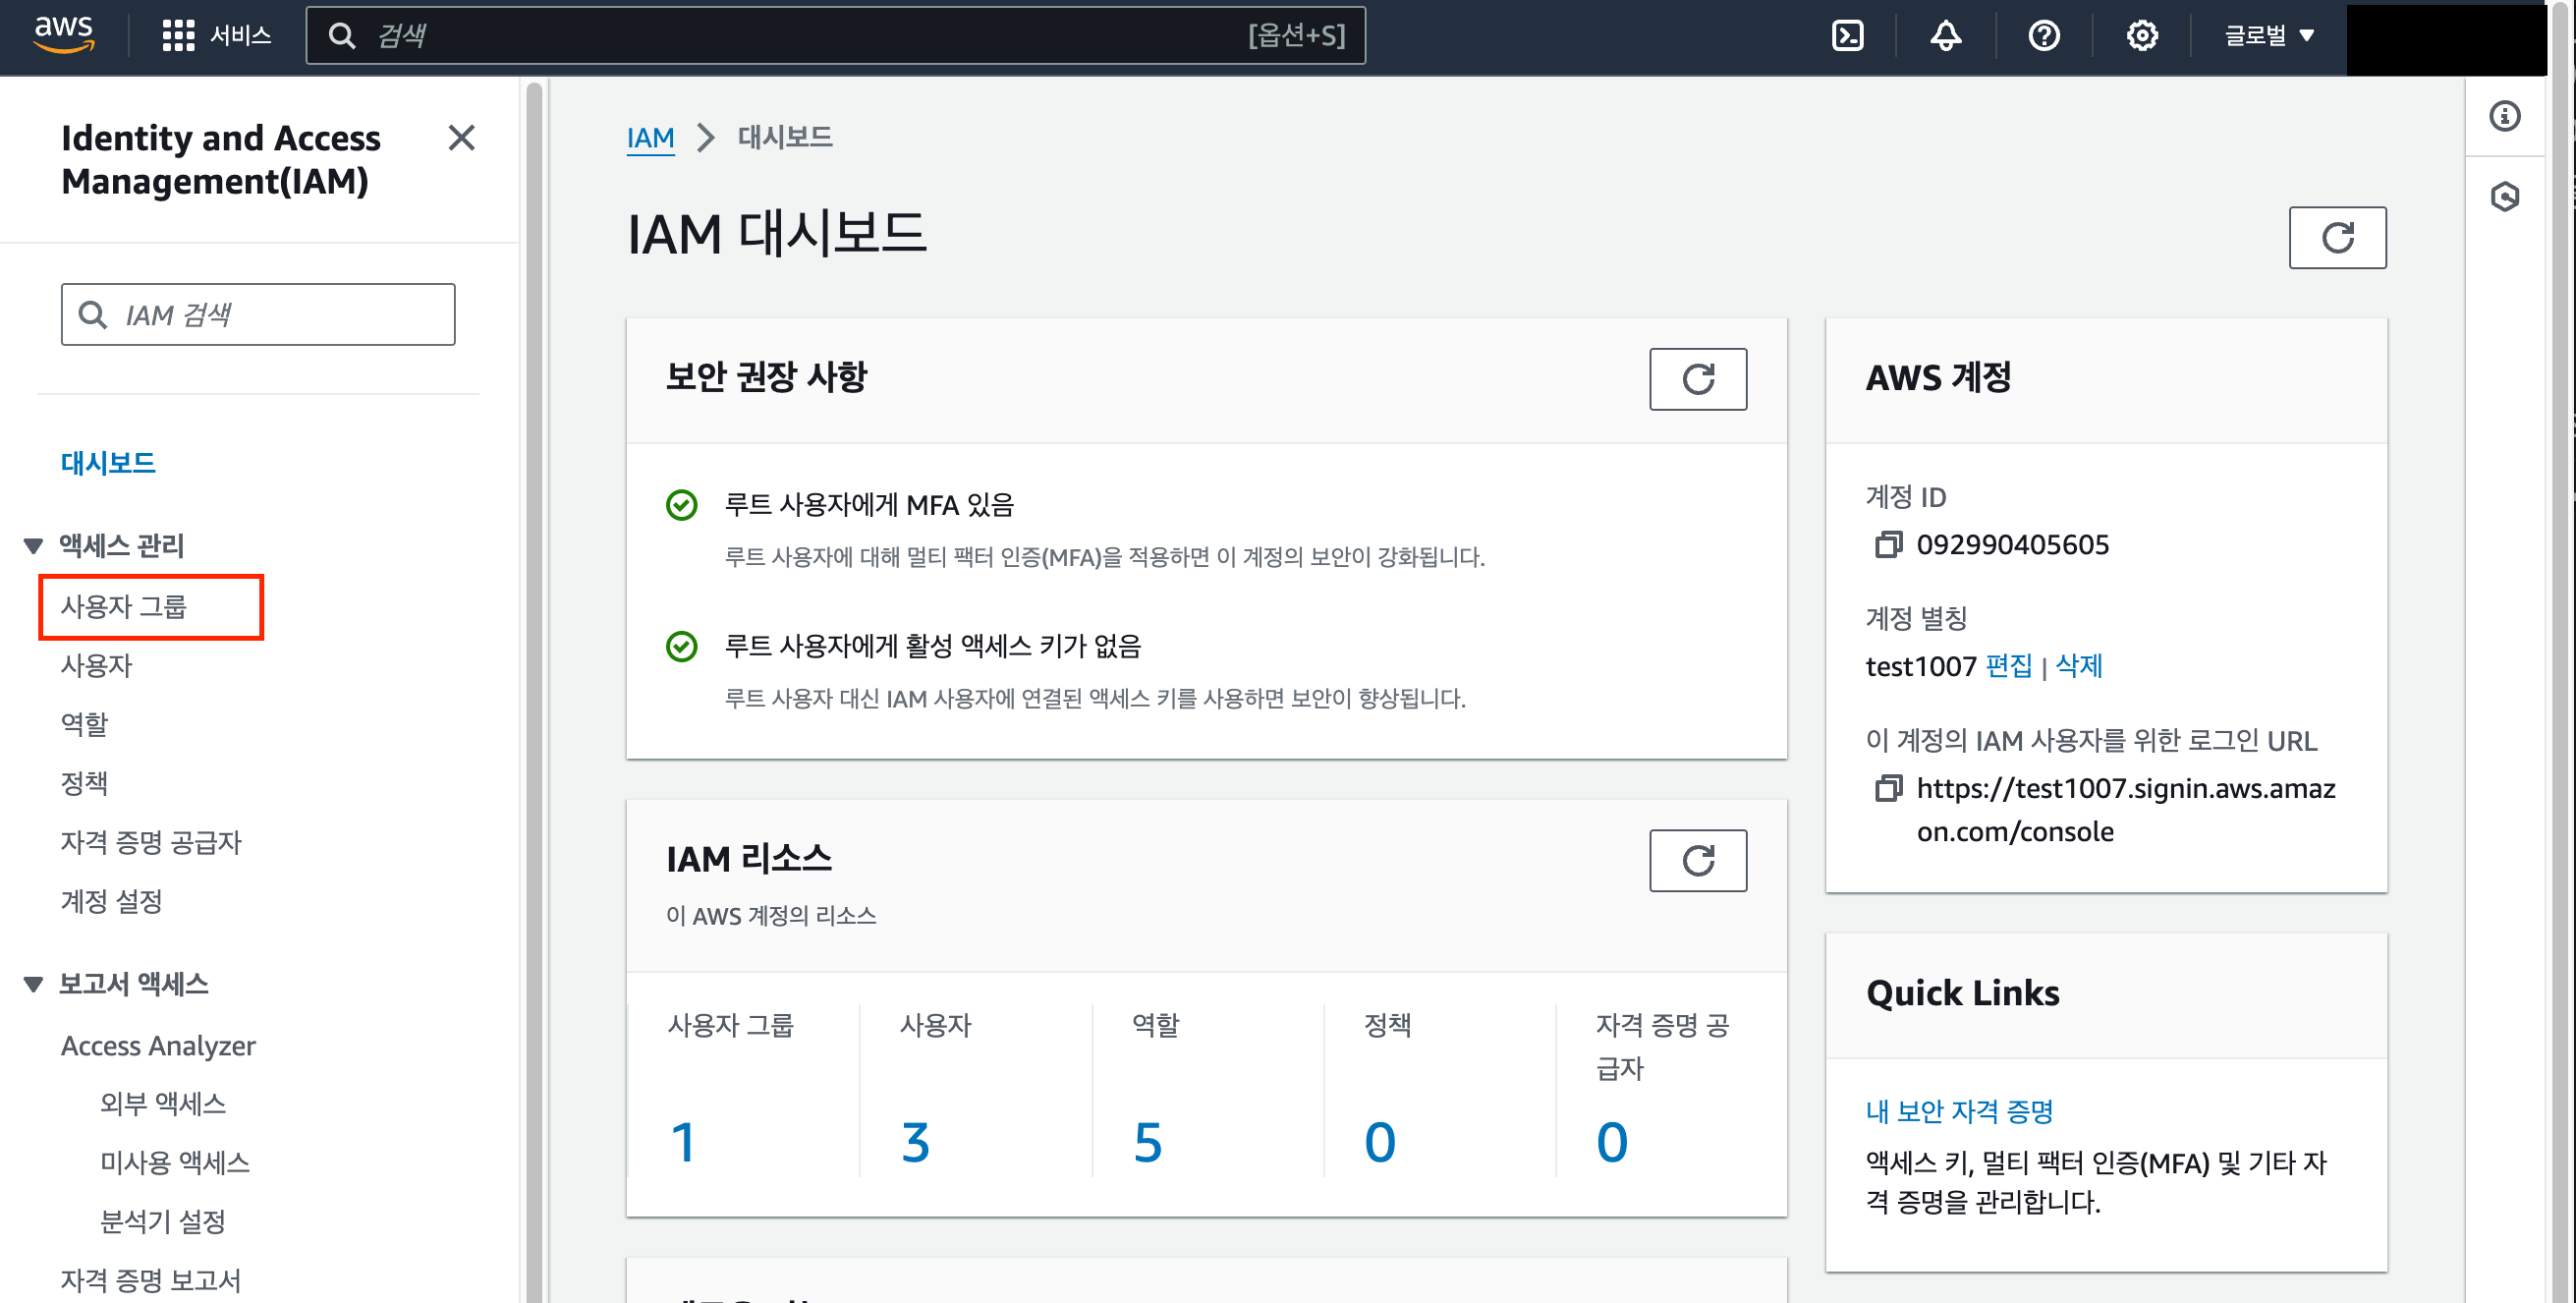 aws
서비스
검색
[옵션+S]
글로벌
Identity and Access
Management(IAM)
IAM 검색
대시보드
액세스 관리
사용자 그룹
사용자
역할
정책
자격 증명 공급자
계정 설정
보고서 액세스
Access Analyzer
외부 액세스
미사용 액세스
분석기 설정
자격 증명 보고서
IAM
대시보드
IAM 대시보드
보안 권장 사항
루트 사용자에게 MFA 있음
루트 사용자에 대해 멀티 팩터 인증(MFA)을 적용하면 이 계정의 보안이 강화됩니다.
루트 사용자에게 활성 액세스 키가 없음
루트 사용자 대신 IAM 사용자에 연결된 액세스 키를 사용하면 보안이 향상됩니다.
IAM 리소스
이 AWS 계정의 리소스
사용자 그룹
1
사용자
3
역할
5
정책
0
자격 증명 공
급자
0
AWS 계정
계정 ID
092990405605
계정 별칭
test1007 편집 | 삭제
이 계정의 IAM 사용자를 위한 로그인 URL
https://test1007.signin.aws.amaz
on.com/console
Quick Links
내 보안 자격 증명
액세스 키, 멀티 팩터 인증(MFA) 및 기타 자
격 증명을 관리합니다.